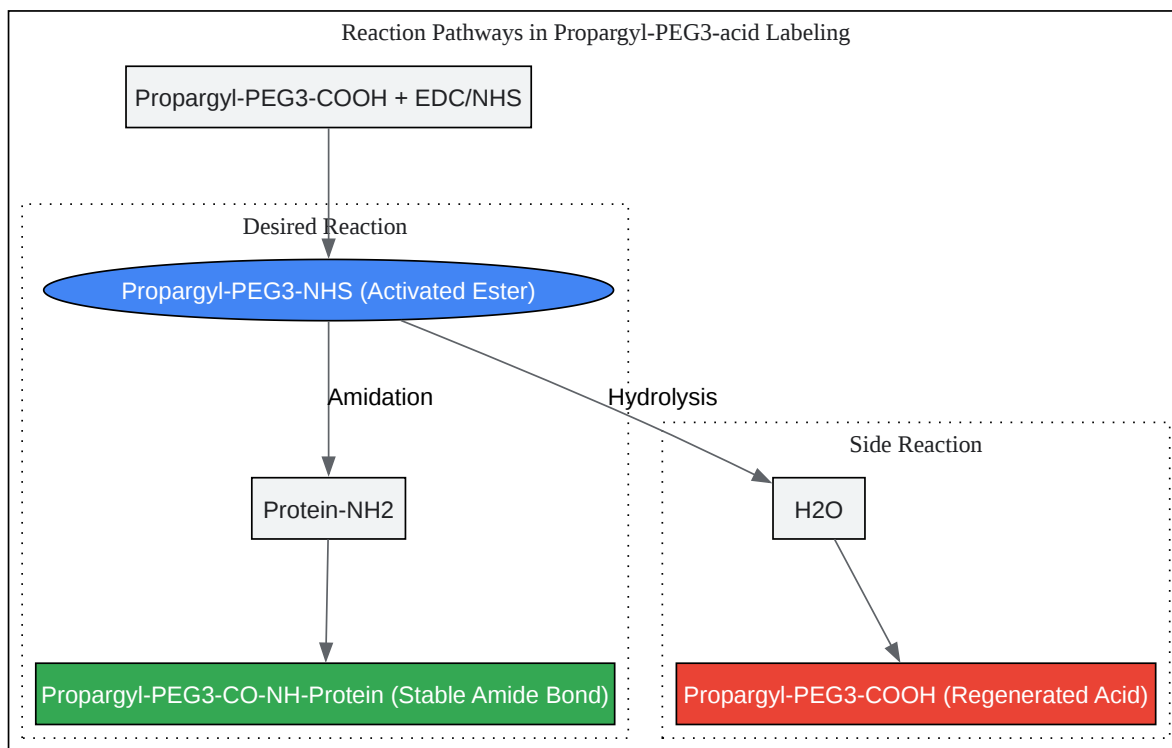 Reaction Pathways in Propargyl-PEG3-acid Labeling
Propargyl-PEG3-COOH + EDC/NHS
Desired Reaction
Propargyl-PEG3-NHS (Activated Ester)
Amidation
Hydrolysis
Side Reaction
Protein-NH2
H2O
Propargyl-PEG3-CO-NH-Protein (Stable Amide Bond)
Propargyl-PEG3-COOH (Regenerated Acid)